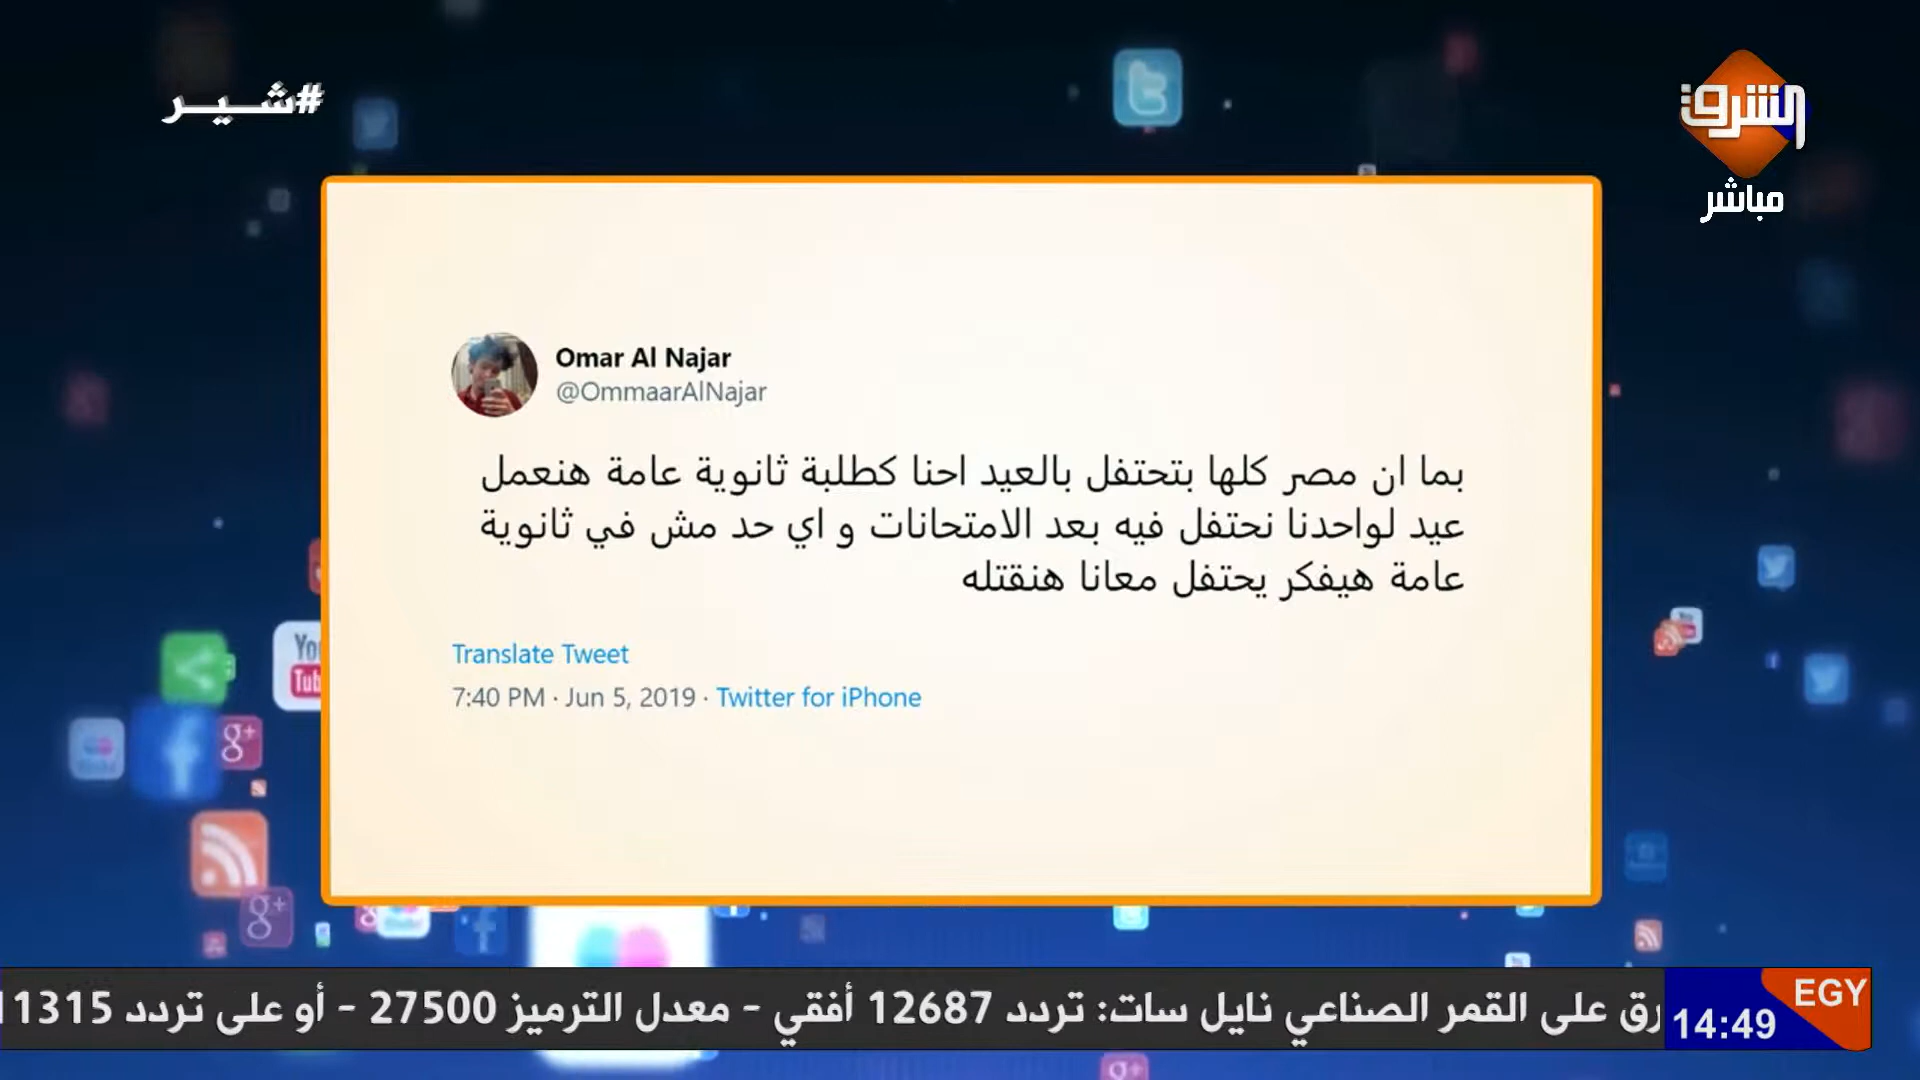 #شير
الشرق
مباشر
Omar Al Najar
@OmmaarAlNajar
بما ان مصر كلها بتحتفل بالعيد احنا كطلبة ثانوية عامة هنعمل
عيد لواحدنا نحتفل فيه بعد الامتحانات و اي حد مش في ثانوية
عامة هيفكر يحتفل معانا هنقتله
Translate Tweet
7:40 PM · Jun 5, 2019 · Twitter for iPhone
You
Tub
g+
g+
رق على القمر الصناعي نايل سات: تردد 12687 أفقي - معدل الترميز 27500 - أو على تردد 11315
EGY
14:49